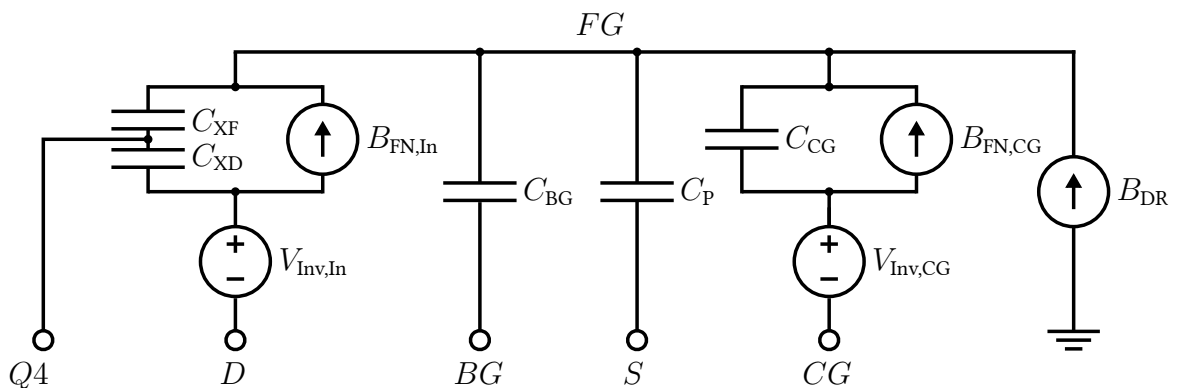 FG
C_XF
C_XD
B_FN,In
C_BG
C_P
C_CG
B_FN,CG
B_DR
+
−
V_Inv,In
+
−
V_Inv,CG
Q4
D
BG
S
CG